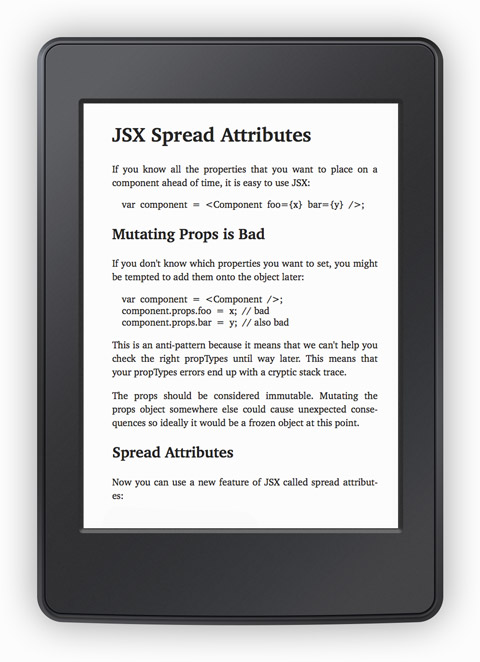 JSX Spread Attributes
If you know all the properties that you want to place on a
component ahead of time, it is easy to use JSX:
var component = <Component foo={x} bar={y} />;
Mutating Props is Bad
If you don't know which properties you want to set, you might
be tempted to add them onto the object later:
var component = <Component />;
component.props.foo = x; // bad
component.props.bar = y; // also bad
This is an anti-pattern because it means that we can't help you
check the right propTypes until way later. This means that
your propTypes errors end up with a cryptic stack trace.
The props should be considered immutable. Mutating the
props object somewhere else could cause unexpected conse-
quences so ideally it would be a frozen object at this point.
Spread Attributes
Now you can use a new feature of JSX called spread attribut-
es: